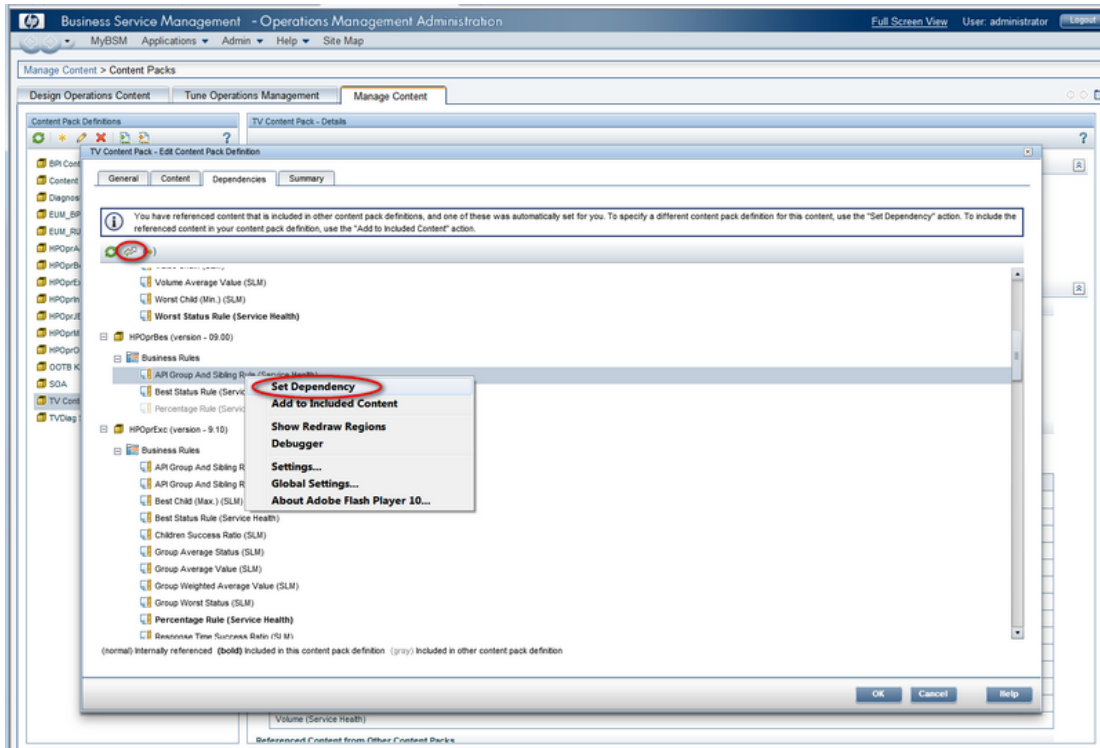 hp Business Service Management - Operations Management Administration Full Screen View User: administrator Logout
MyBSM Applications Admin Help Site Map
Manage Content > Content Packs
Design Operations Content Tune Operations Management Manage Content
Content Pack Definitions TV Content Pack - Details
? ?
TV Content Pack - Edit Content Pack Definition
BPI Cont
Content
Diagnos
EUM_BP
EUM_RU
HPOprA
HPOprB
HPOprE
HPOprIn
HPOprJE
HPOprM
HPOprO
OOTB K
SOA
TV Cont
TVDiag
General Content Dependencies Summary
You have referenced content that is included in other content pack definitions, and one of these was automatically set for you. To specify a different content pack definition for this content, use the "Set Dependency" action. To include the
referenced content in your content pack definition, use the "Add to Included Content" action.
Volume Average Value (SLM)
Worst Child (Min.) (SLM)
Worst Status Rule (Service Health)
HPOprBes (version - 09.00)
Business Rules
API Group And Sibling Rule (Service Health)
Best Status Rule (Servic
Percentage Rule (Servic
HPOprExc (version - 9.10)
Business Rules
API Group And Sibling R
API Group And Sibling R
Best Child (Max.) (SLM)
Best Status Rule (Service Health)
Children Success Ratio (SLM)
Group Average Status (SLM)
Group Average Value (SLM)
Group Weighted Average Value (SLM)
Group Worst Status (SLM)
Percentage Rule (Service Health)
Response Time Success Ratio (SLM)
Set Dependency
Add to Included Content
Show Redraw Regions
Debugger
Settings...
Global Settings...
About Adobe Flash Player 10...
(normal) Internally referenced (bold) Included in this content pack definition (gray) Included in other content pack definition
OK Cancel Help
Volume (Service Health)
Referenced Content from Other Content Packs